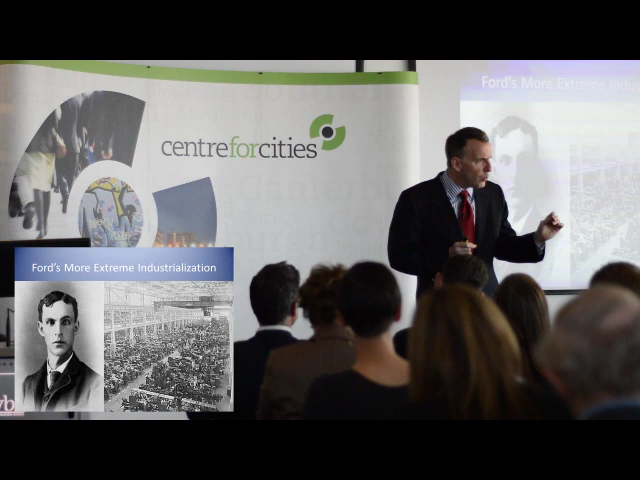 Ford's More Extreme Indu
centreforcities
Ford's More Extreme Industrialization